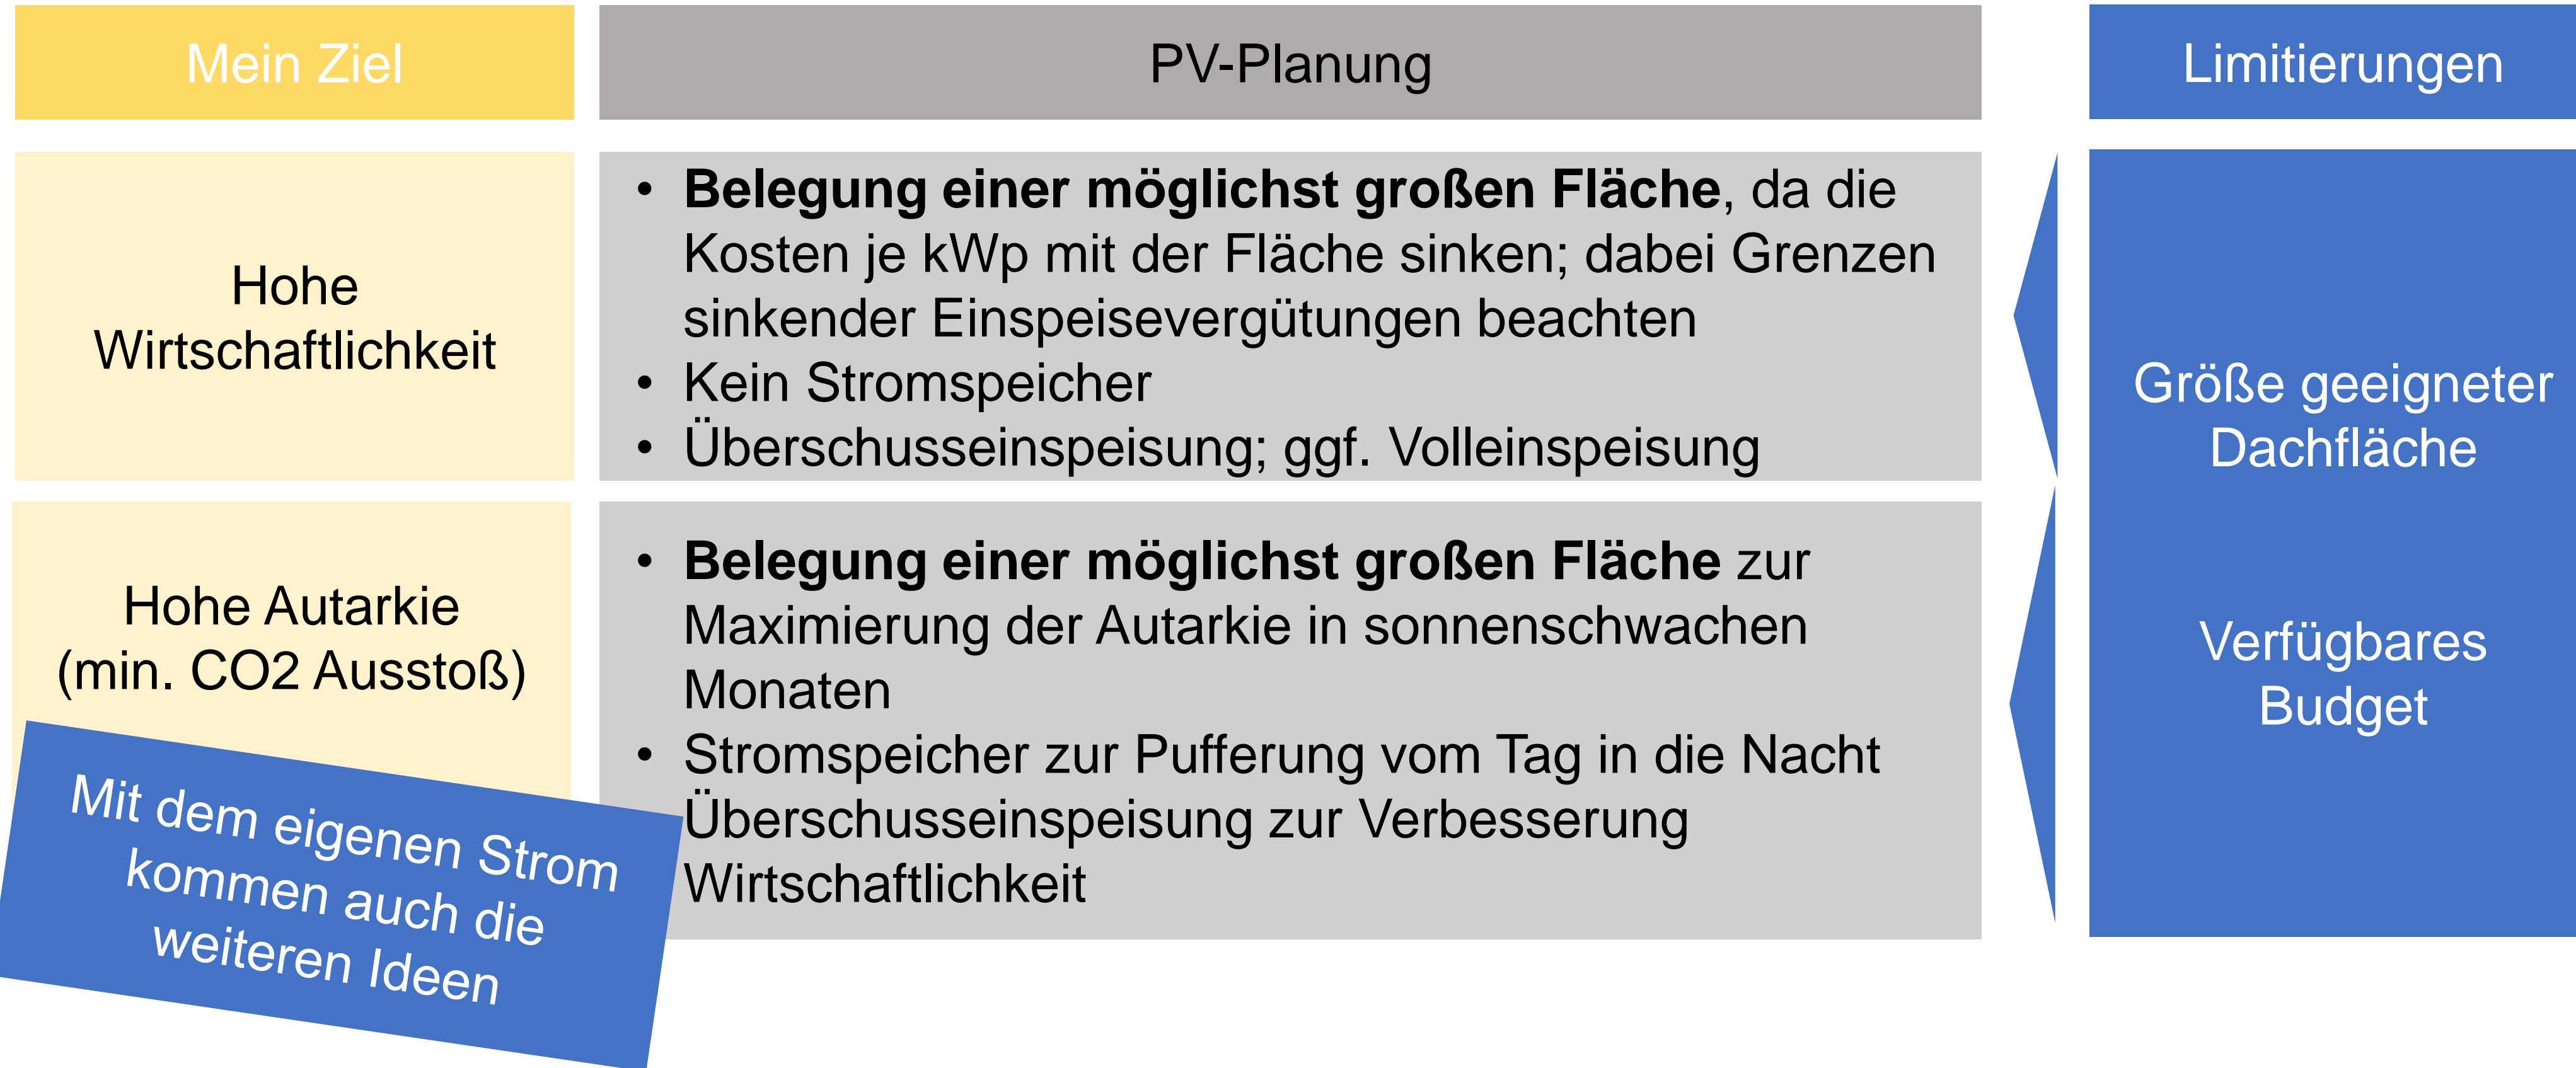 Mein Ziel
PV-Planung
Limitierungen
Hohe
Wirtschaftlichkeit
• Belegung einer möglichst großen Fläche, da die
Kosten je kWp mit der Fläche sinken; dabei Grenzen
sinkender Einspeisevergütungen beachten
• Kein Stromspeicher
• Überschusseinspeisung; ggf. Volleinspeisung
Hohe Autarkie
(min. CO2 Ausstoß)
• Belegung einer möglichst großen Fläche zur
Maximierung der Autarkie in sonnenschwachen
Monaten
• Stromspeicher zur Pufferung vom Tag in die Nacht
Überschusseinspeisung zur Verbesserung
Wirtschaftlichkeit
Größe geeigneter
Dachfläche
Verfügbares
Budget
Mit dem eigenen Strom
kommen auch die
weiteren Ideen